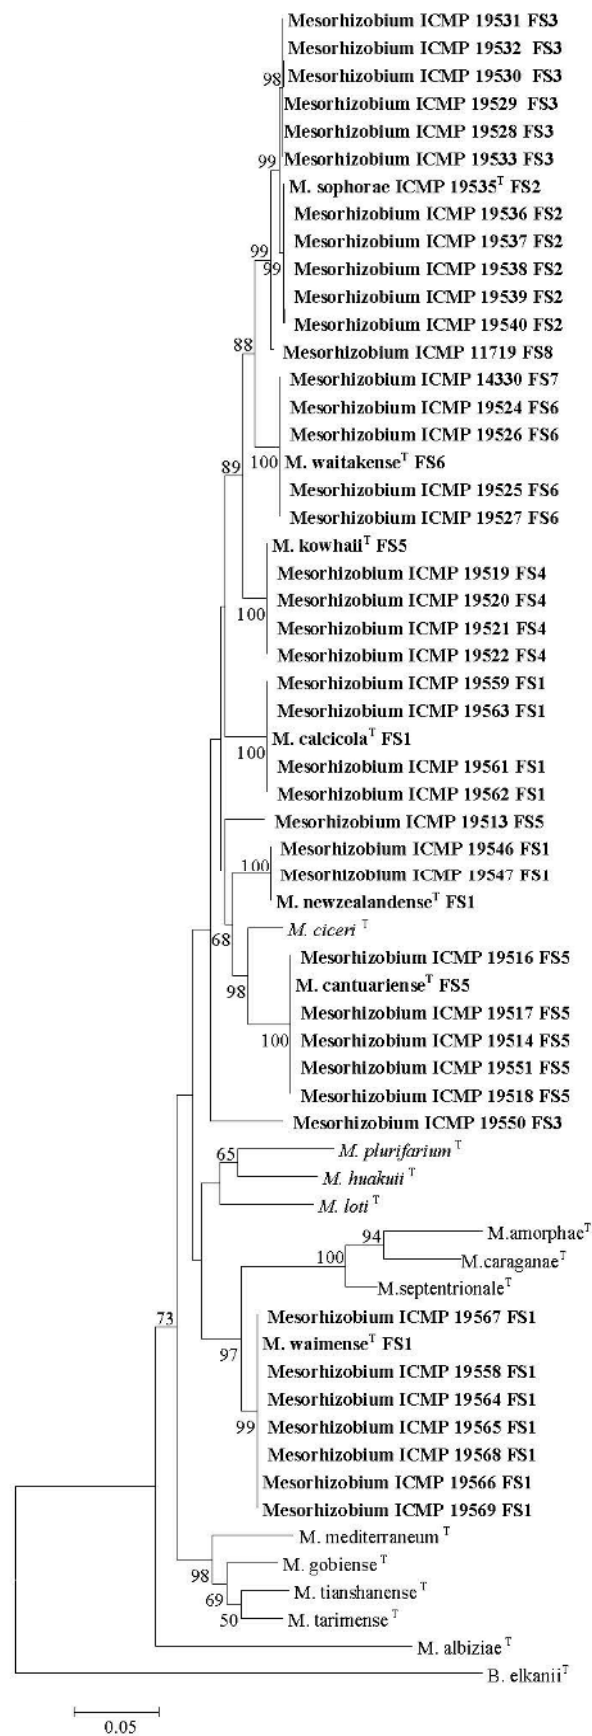 Mesorhizobium ICMP 19531 FS3
Mesorhizobium ICMP 19532 FS3
Mesorhizobium ICMP 19530 FS3
98
Mesorhizobium ICMP 19529 FS3
Mesorhizobium ICMP 19528 FS3
Mesorhizobium ICMP 19533 FS3
99
M. sophorae ICMP 19535T FS2
Mesorhizobium ICMP 19536 FS2
Mesorhizobium ICMP 19537 FS2
99
Mesorhizobium ICMP 19538 FS2
99
Mesorhizobium ICMP 19539 FS2
Mesorhizobium ICMP 19540 FS2
88
Mesorhizobium ICMP 11719 FS8
Mesorhizobium ICMP 14330 FS7
Mesorhizobium ICMP 19524 FS6
Mesorhizobium ICMP 19526 FS6
100
M. waitakenseT FS6
89
Mesorhizobium ICMP 19525 FS6
Mesorhizobium ICMP 19527 FS6
M. kowhaiiT FS5
Mesorhizobium ICMP 19519 FS4
Mesorhizobium ICMP 19520 FS4
100
Mesorhizobium ICMP 19521 FS4
Mesorhizobium ICMP 19522 FS4
Mesorhizobium ICMP 19559 FS1
Mesorhizobium ICMP 19563 FS1
M. calcicolaT FS1
100
Mesorhizobium ICMP 19561 FS1
Mesorhizobium ICMP 19562 FS1
Mesorhizobium ICMP 19513 FS5
Mesorhizobium ICMP 19546 FS1
100
Mesorhizobium ICMP 19547 FS1
M. newzealandenseT FS1
M. ciceri T
68
Mesorhizobium ICMP 19516 FS5
M. cantuarienseT FS5
98
Mesorhizobium ICMP 19517 FS5
Mesorhizobium ICMP 19514 FS5
100
Mesorhizobium ICMP 19551 FS5
Mesorhizobium ICMP 19518 FS5
Mesorhizobium ICMP 19550 FS3
M. plurifarium T
65
M. huakuii T
M. loti T
M.amorphaeT
94
M.caraganaeT
100
M.septentrionaleT
Mesorhizobium ICMP 19567 FS1
73
M. waimenseT FS1
97
Mesorhizobium ICMP 19558 FS1
Mesorhizobium ICMP 19564 FS1
Mesorhizobium ICMP 19565 FS1
99
Mesorhizobium ICMP 19568 FS1
Mesorhizobium ICMP 19566 FS1
Mesorhizobium ICMP 19569 FS1
M. mediterraneum T
M. gobiense T
98
M. tianshanense T
69
M. tarimense T
50
M. albiziae T
B. elkaniiT
0.05